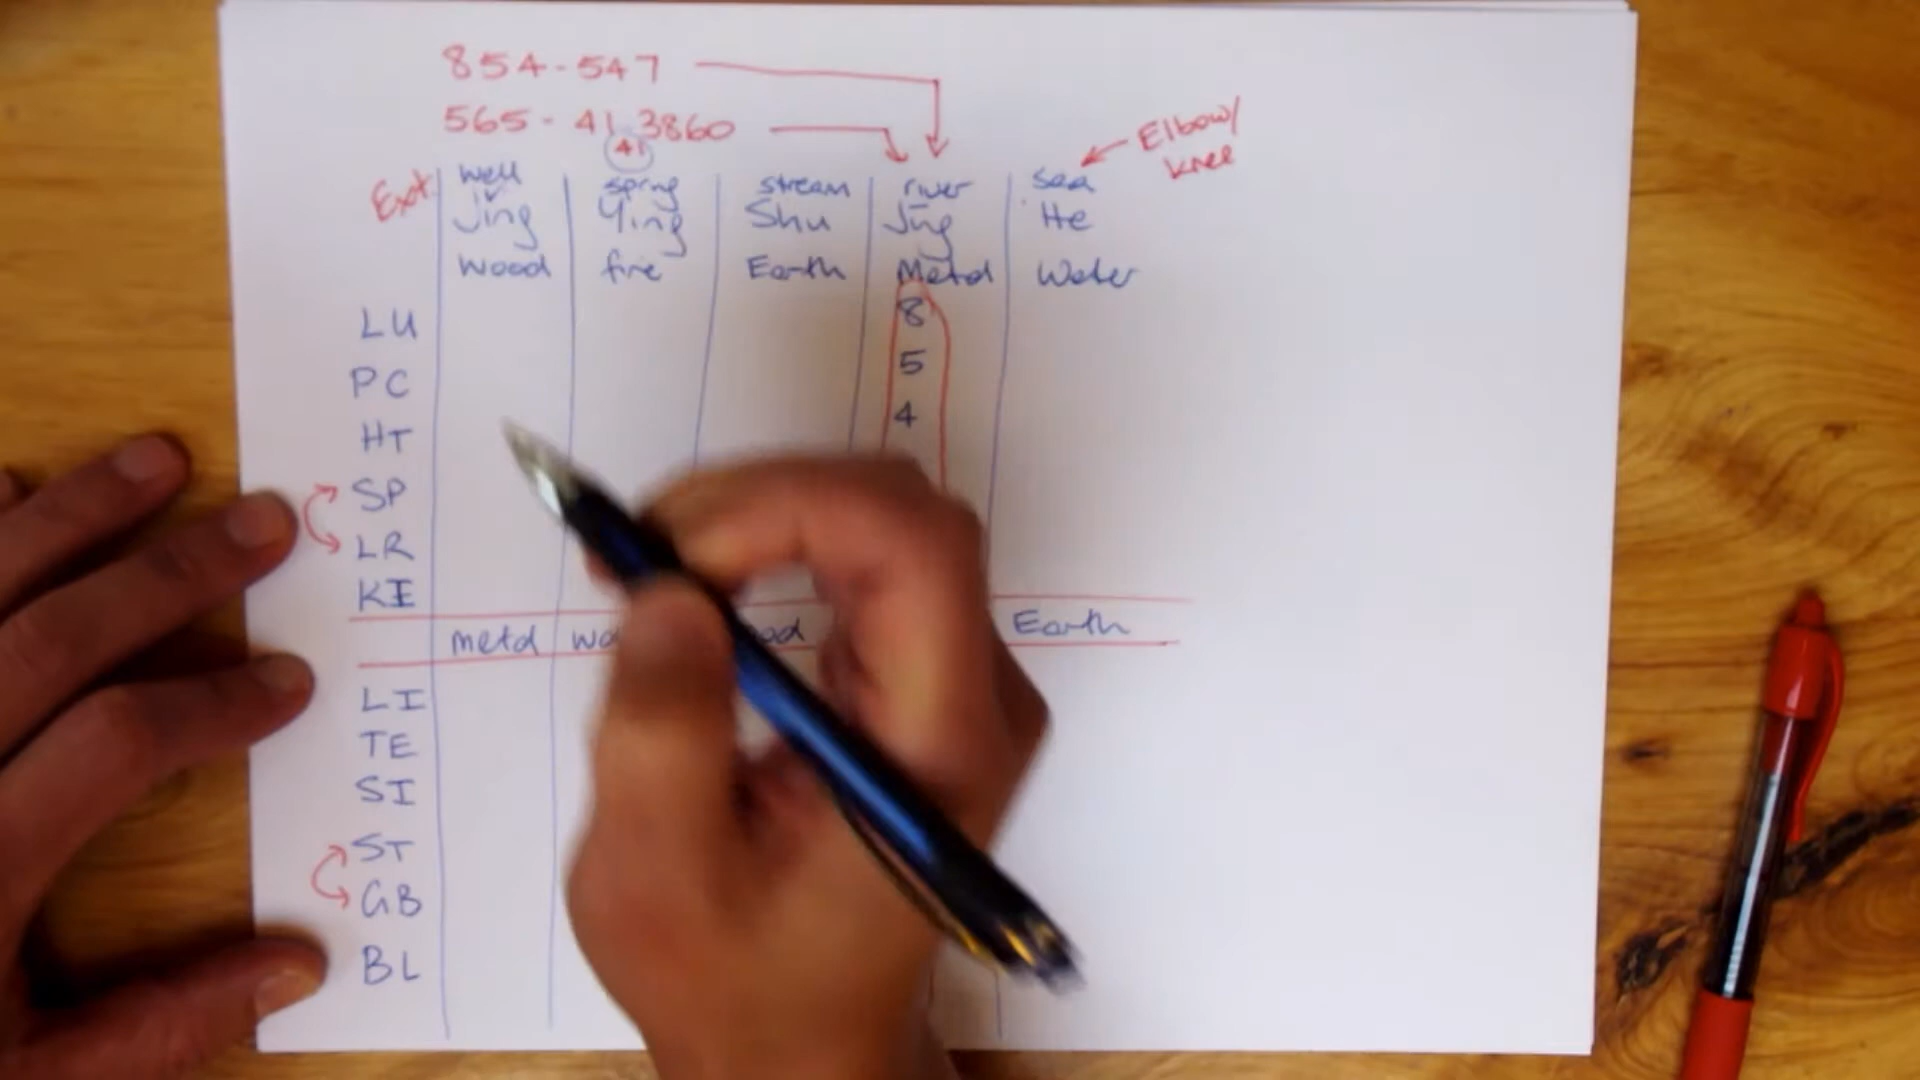 854-547
565-41 3860
41
Elbow/
knee
Ext. well spring stream river sea
Jing Ying Shu Jing He
Wood fire Earth Metal Water
LU 8
PC 5
HT 4
SP
LR
KI
metal Earth
LI
TE
SI
ST
GB
BL